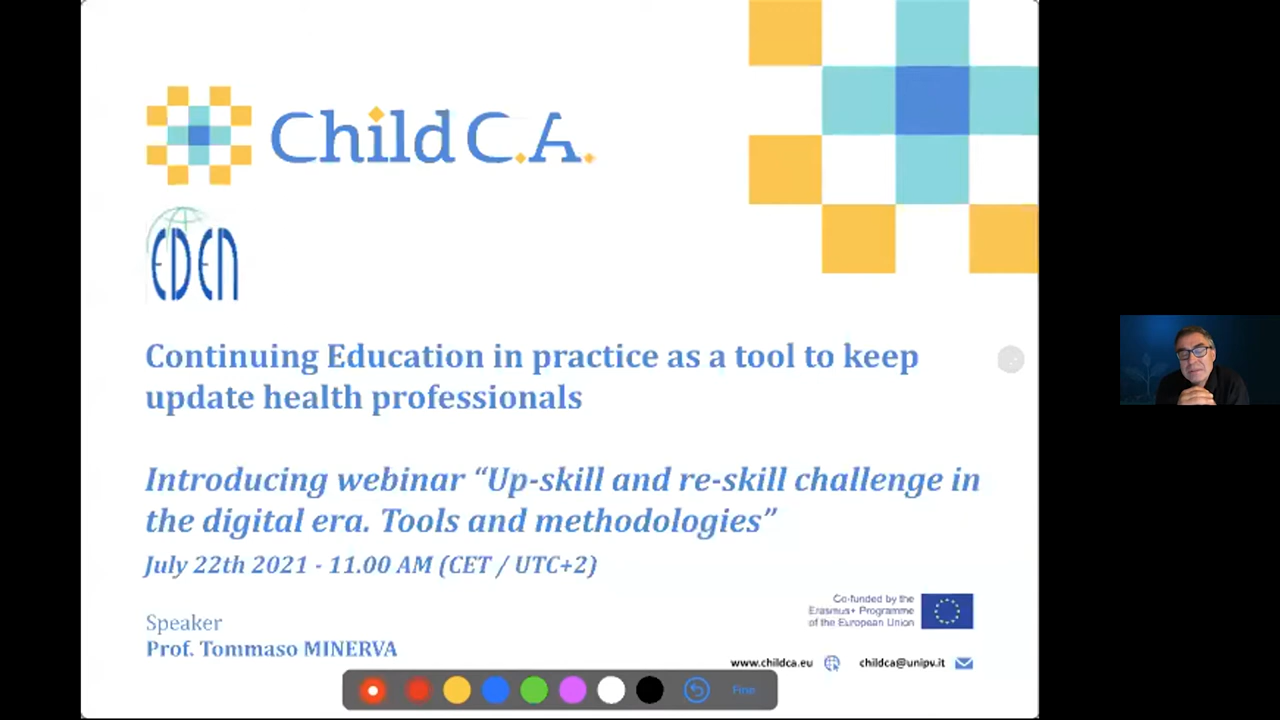 Child C.A.
EDEN
Continuing Education in practice as a tool to keep
update health professionals
Introducing webinar “Up-skill and re-skill challenge in
the digital era. Tools and methodologies”
July 22th 2021 - 11.00 AM (CET / UTC+2)
Speaker
Prof. Tommaso MINERVA
Co-funded by the
Erasmus+ Programme
of the European Union
www.childca.eu childca@unipv.it
Fine